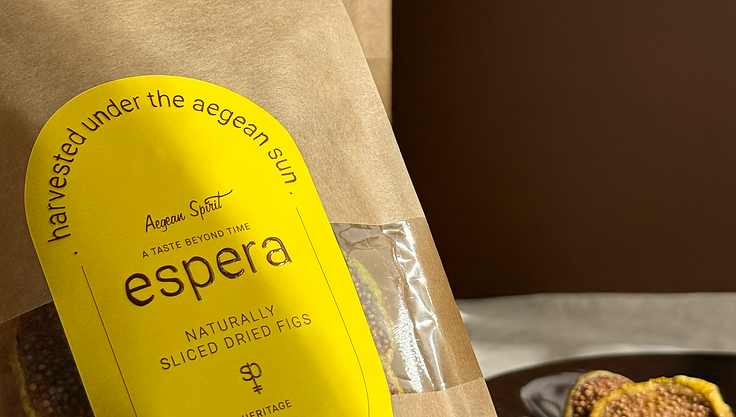 harvested under the aegean sun.
Aegean Spirit
A TASTE BEYOND TIME
espera
NATURALLY
SLICED DRIED FIGS
HERITAGE